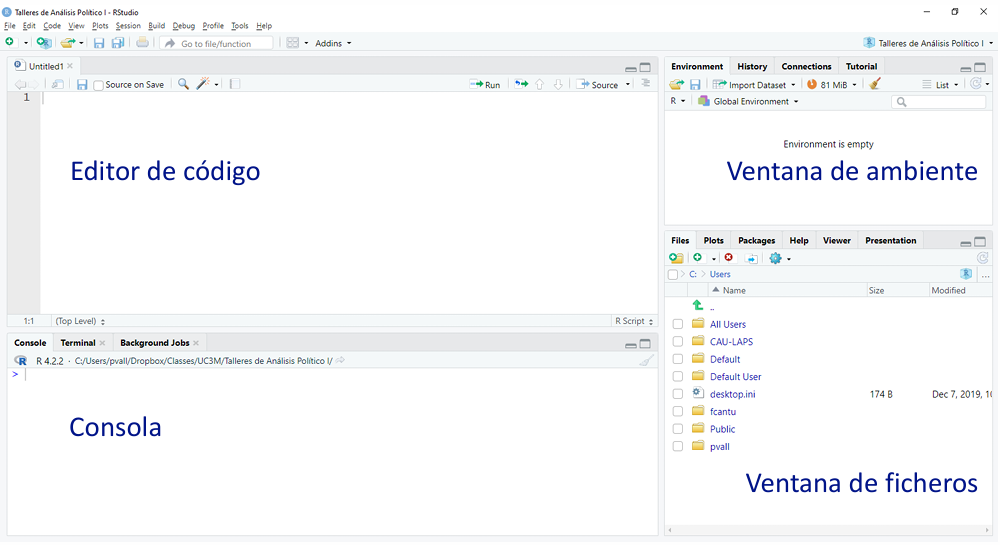 Talleres de Análisis Político I - RStudio
File Edit Code View Plots Session Build Debug Profile Tools Help
Go to file/function Addins Talleres de Análisis Político I
Untitled1
Source on Save Run Source
1
Editor de código
1:1 (Top Level) R Script
Console Terminal Background Jobs
R 4.2.2 · C:/Users/pvall/Dropbox/Classes/UC3M/Talleres de Análisis Político I/
>
Consola
Environment History Connections Tutorial
Import Dataset 81 MiB List
R Global Environment
Environment is empty
Ventana de ambiente
Files Plots Packages Help Viewer Presentation
C: Users ...
Name Size Modified
..
All Users
CAU-LAPS
Default
Default User
desktop.ini 174 B Dec 7, 2019, 10
fcantu
Public
pvall
Ventana de ficheros